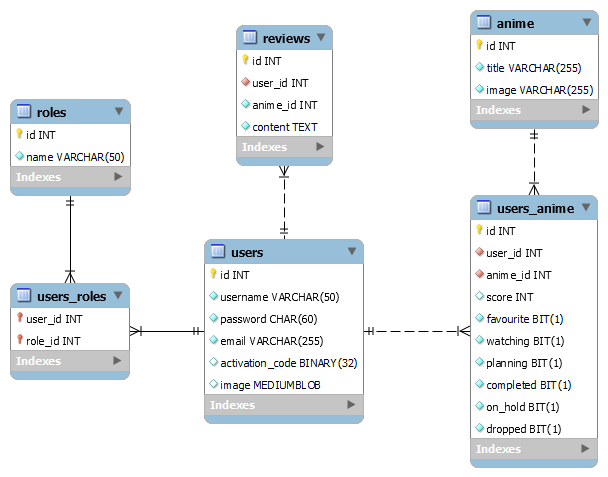 reviews
id INT
user_id INT
anime_id INT
content TEXT
Indexes
anime
id INT
title VARCHAR(255)
image VARCHAR(255)
Indexes
roles
id INT
name VARCHAR(50)
Indexes
users_roles
user_id INT
role_id INT
Indexes
users
id INT
username VARCHAR(50)
password CHAR(60)
email VARCHAR(255)
activation_code BINARY(32)
image MEDIUMBLOB
Indexes
users_anime
id INT
user_id INT
anime_id INT
score INT
favourite BIT(1)
watching BIT(1)
planning BIT(1)
completed BIT(1)
on_hold BIT(1)
dropped BIT(1)
Indexes